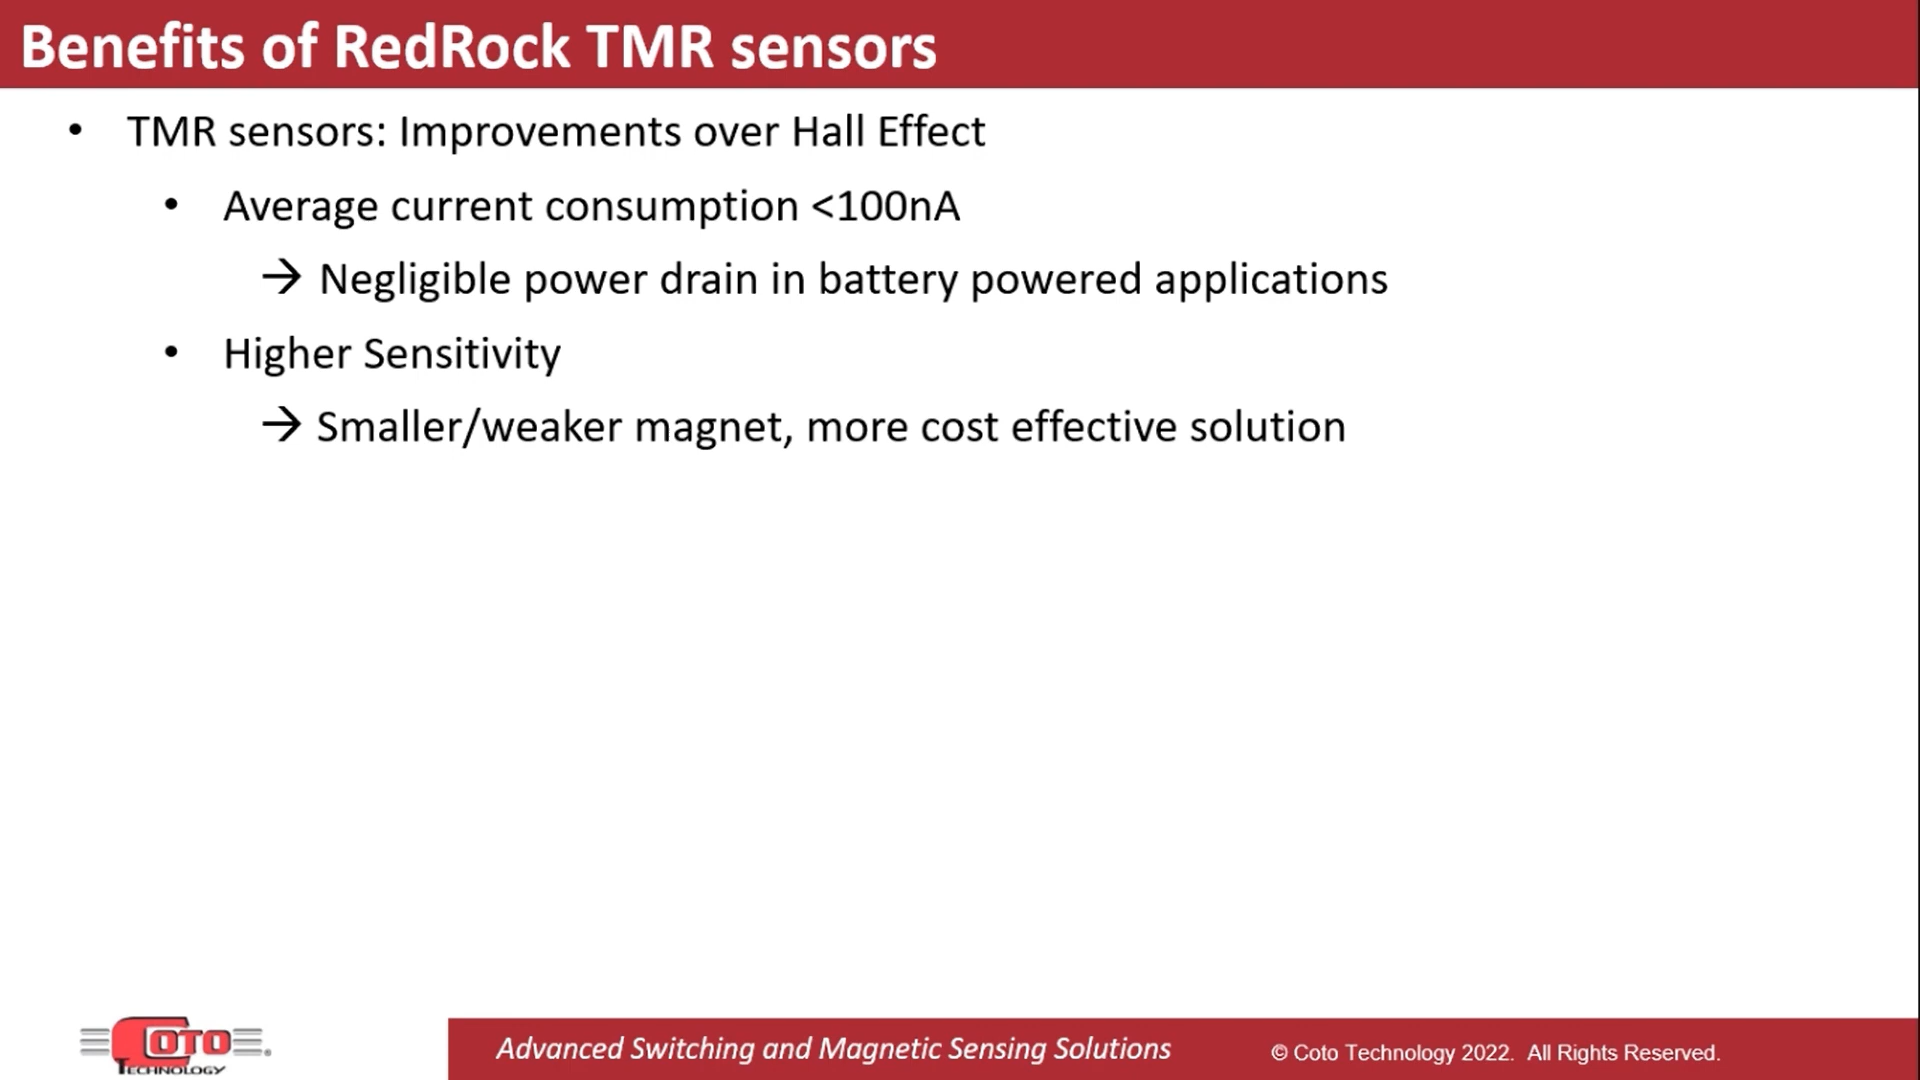 Benefits of RedRock TMR sensors
• TMR sensors: Improvements over Hall Effect
• Average current consumption <100nA
→ Negligible power drain in battery powered applications
• Higher Sensitivity
→ Smaller/weaker magnet, more cost effective solution
COTO
TECHNOLOGY
Advanced Switching and Magnetic Sensing Solutions
© Coto Technology 2022. All Rights Reserved.